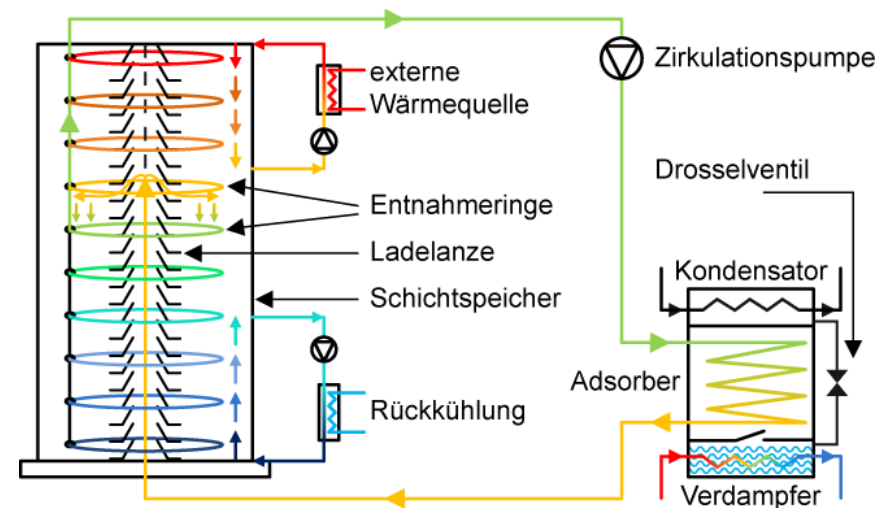 Zirkulationspumpe
externe
Wärmequelle
Drosselventil
Entnahmeringe
Ladelanze
Kondensator
Schichtspeicher
Adsorber
Rückkühlung
Verdampfer